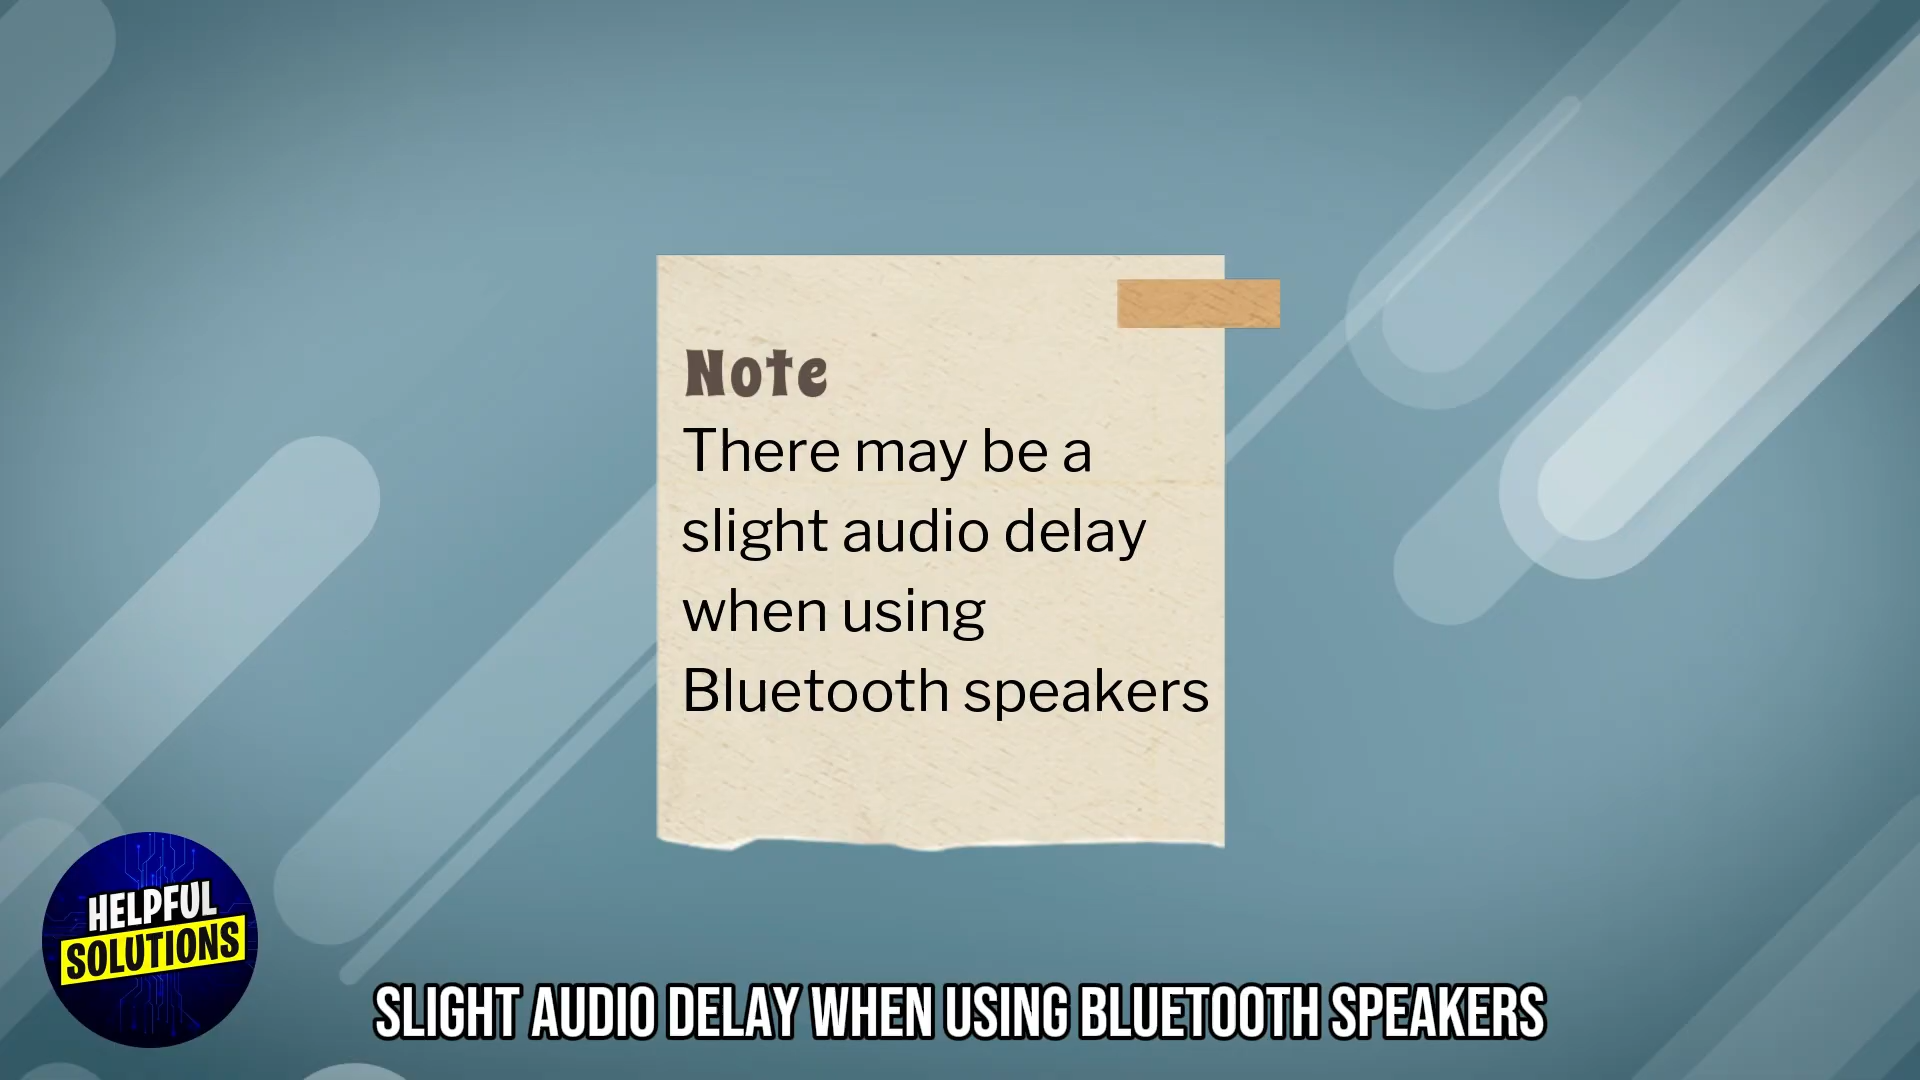 Note
There may be a
slight audio delay
when using
Bluetooth speakers
HELPFUL
SOLUTIONS
SLIGHT AUDIO DELAY WHEN USING BLUETOOTH SPEAKERS